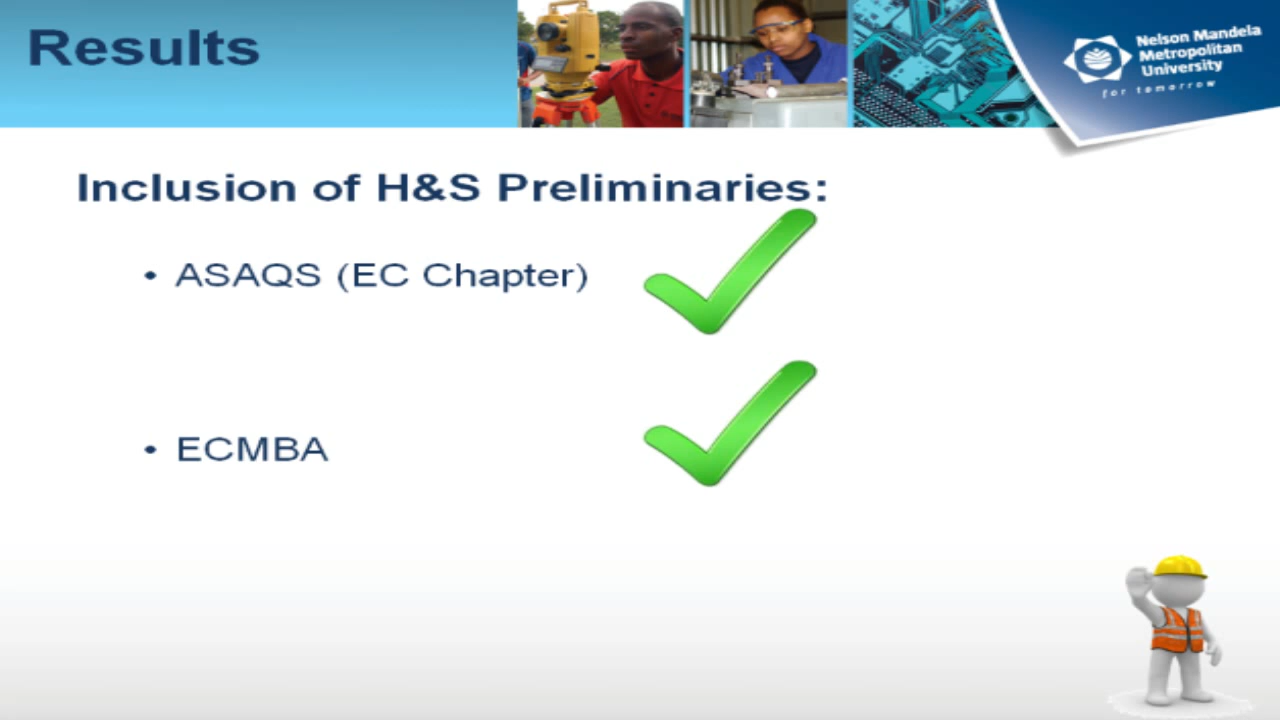 Results
Nelson Mandela
Metropolitan
University
for tomorrow
Inclusion of H&S Preliminaries:
• ASAQS (EC Chapter)
• ECMBA